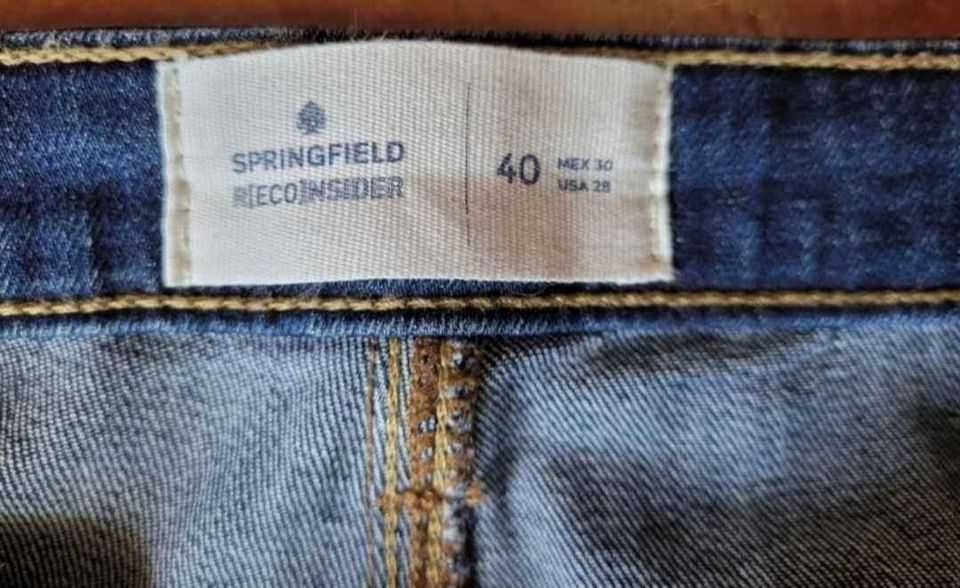 SPRINGFIELD
R[ECO]NSIDER
40
MEX 30
USA 28